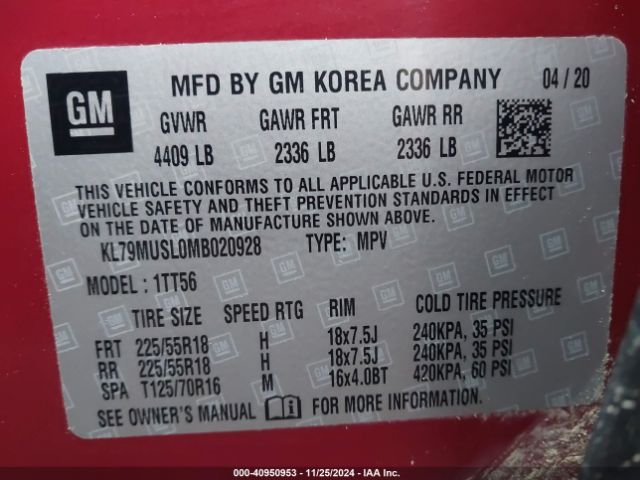 GM
MFD BY GM KOREA COMPANY 04 / 20
GVWR GAWR FRT GAWR RR
4409 LB 2336 LB 2336 LB
THIS VEHICLE CONFORMS TO ALL APPLICABLE U.S. FEDERAL MOTOR
VEHICLE SAFETY AND THEFT PREVENTION STANDARDS IN EFFECT
ON THE DATE OF MANUFACTURE SHOWN ABOVE.
KL79MUSL0MB020928 TYPE: MPV
MODEL : 1TT56
TIRE SIZE SPEED RTG RIM COLD TIRE PRESSURE
FRT 225/55R18 H 18x7.5J 240KPA, 35 PSI
RR 225/55R18 H 18x7.5J 240KPA, 35 PSI
SPA T125/70R16 M 16x4.0BT 420KPA, 60 PSI
SEE OWNER'S MANUAL FOR MORE INFORMATION.
000-40950953 - 11/25/2024 - IAA Inc.